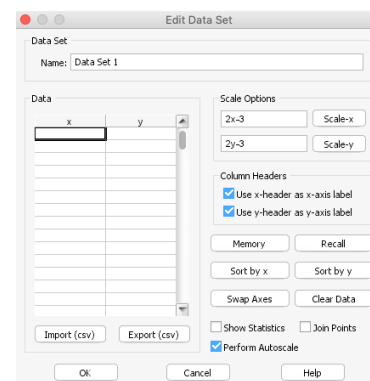 Edit Data Set
Data Set
Name: Data Set 1
Data
x y
Import (csv) Export (csv)
Scale Options
2x-3 Scale-x
2y-3 Scale-y
Column Headers
Use x-header as x-axis label
Use y-header as y-axis label
Memory Recall
Sort by x Sort by y
Swap Axes Clear Data
Show Statistics Join Points
Perform Autoscale
OK Cancel Help